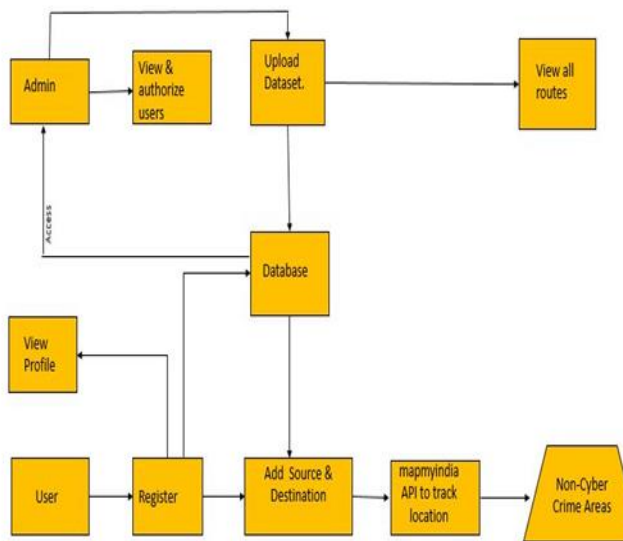 Admin
View &
authorize
users
Upload
Dataset.
View all
routes
Access
Database
View
Profile
User
Register
Add Source &
Destination
mapmyindia
API to track
location
Non-Cyber
Crime Areas